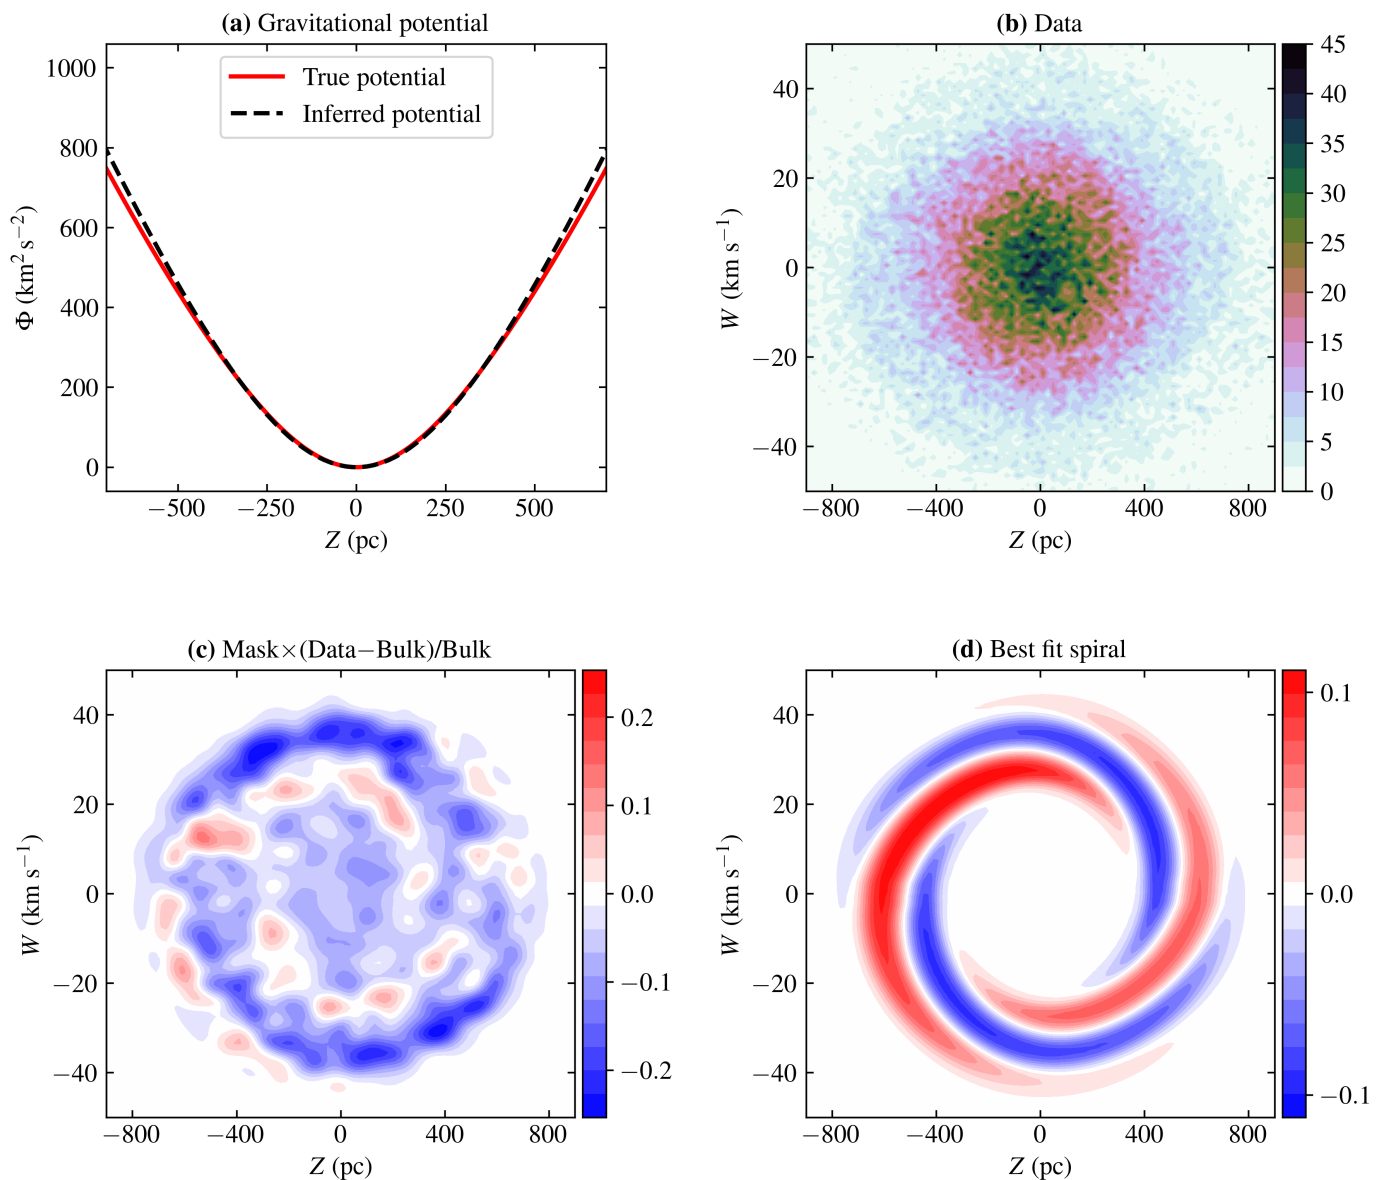 (a) Gravitational potential
1000
800
600
400
200
0
Φ (km² s⁻²)
True potential
Inferred potential
−500 −250 0 250 500
Z (pc)
(b) Data
40
20
0
−20
−40
W (km s⁻¹)
−800 −400 0 400 800
Z (pc)
45
40
35
30
25
20
15
10
5
0
(c) Mask×(Data−Bulk)/Bulk
40
20
0
−20
−40
W (km s⁻¹)
−800 −400 0 400 800
Z (pc)
0.2
0.1
0.0
−0.1
−0.2
(d) Best fit spiral
40
20
0
−20
−40
W (km s⁻¹)
−800 −400 0 400 800
Z (pc)
0.1
0.0
−0.1